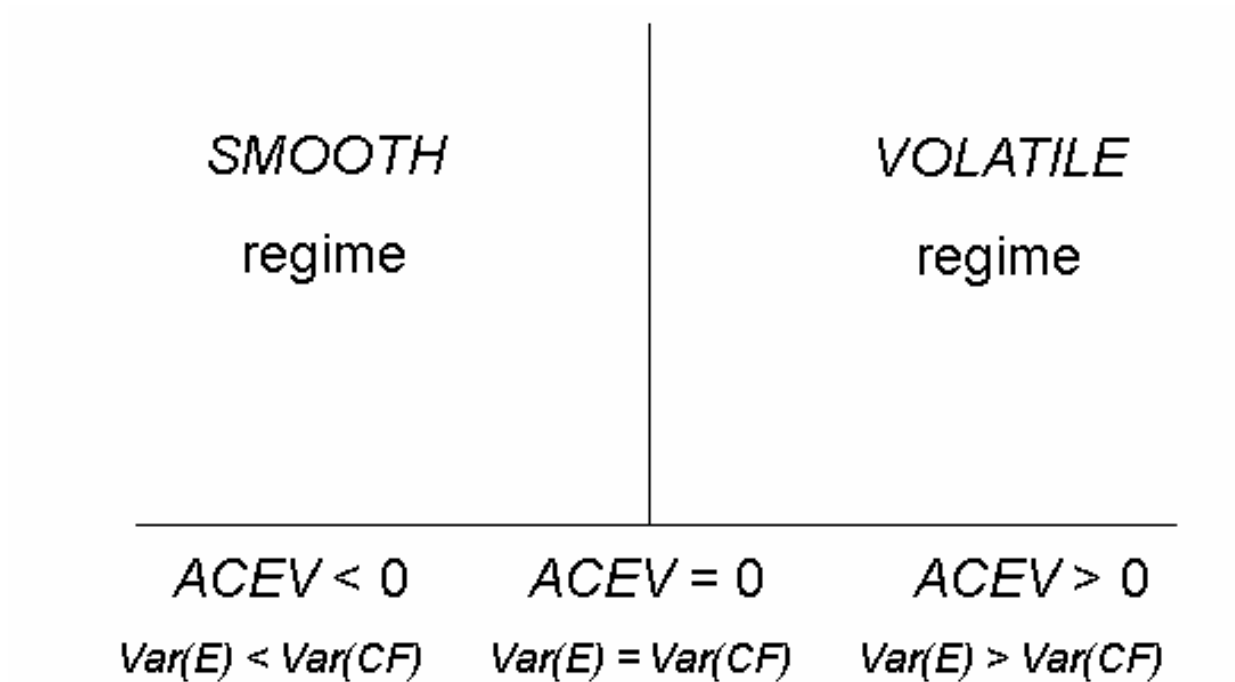 SMOOTH VOLATILE
regime regime
ACEV < 0 ACEV = 0 ACEV > 0
Var(E) < Var(CF) Var(E) = Var(CF) Var(E) > Var(CF)